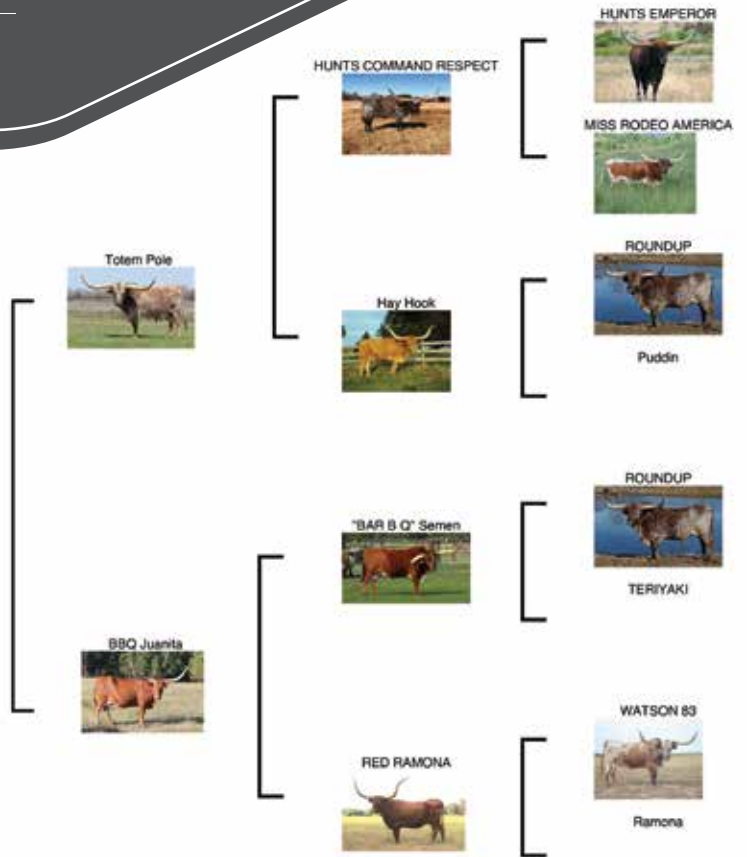 HUNTS EMPEROR
HUNTS COMMAND RESPECT
MISS RODEO AMERICA
Totem Pole
ROUNDUP
Hay Hook
Puddin
ROUNDUP
"BAR B Q" Semen
TERIYAKI
BBQ Juanita
WATSON 83
RED RAMONA
Ramona